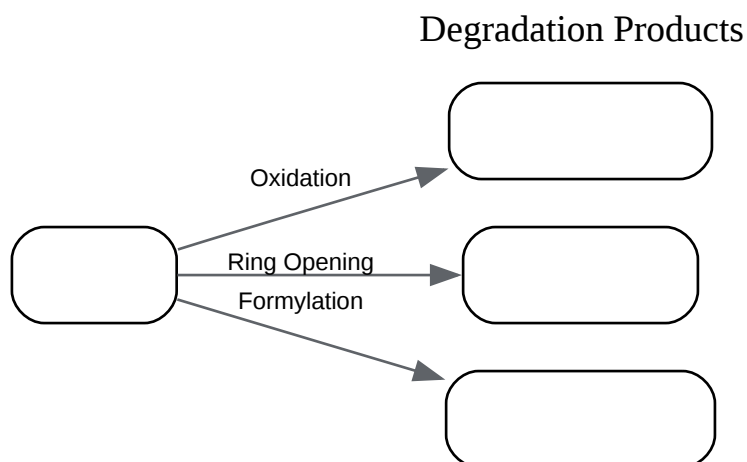 Degradation Products
Oxidation
Ring Opening
Formylation